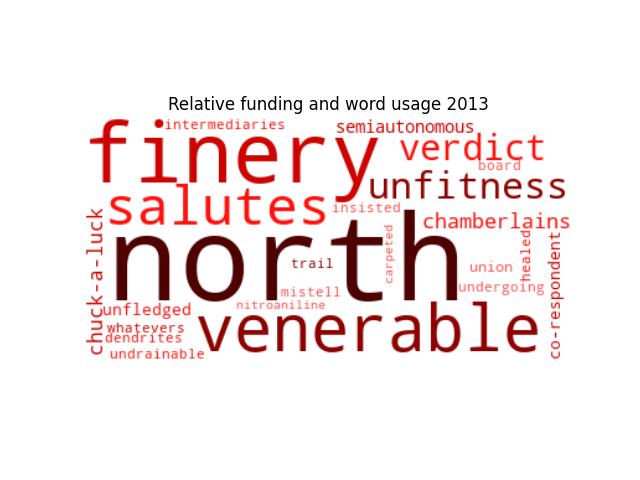 Relative funding and word usage 2013
finery
intermediaries
semiautonomous
verdict
board
unfitness
salutes
insisted
chamberlains
chuck-a-luck
north
trail
carpeted
healed
co-respondent
union
undergoing
mistell
nitroaniline
unfledged
venerable
whatevers
dendrites
undrainable